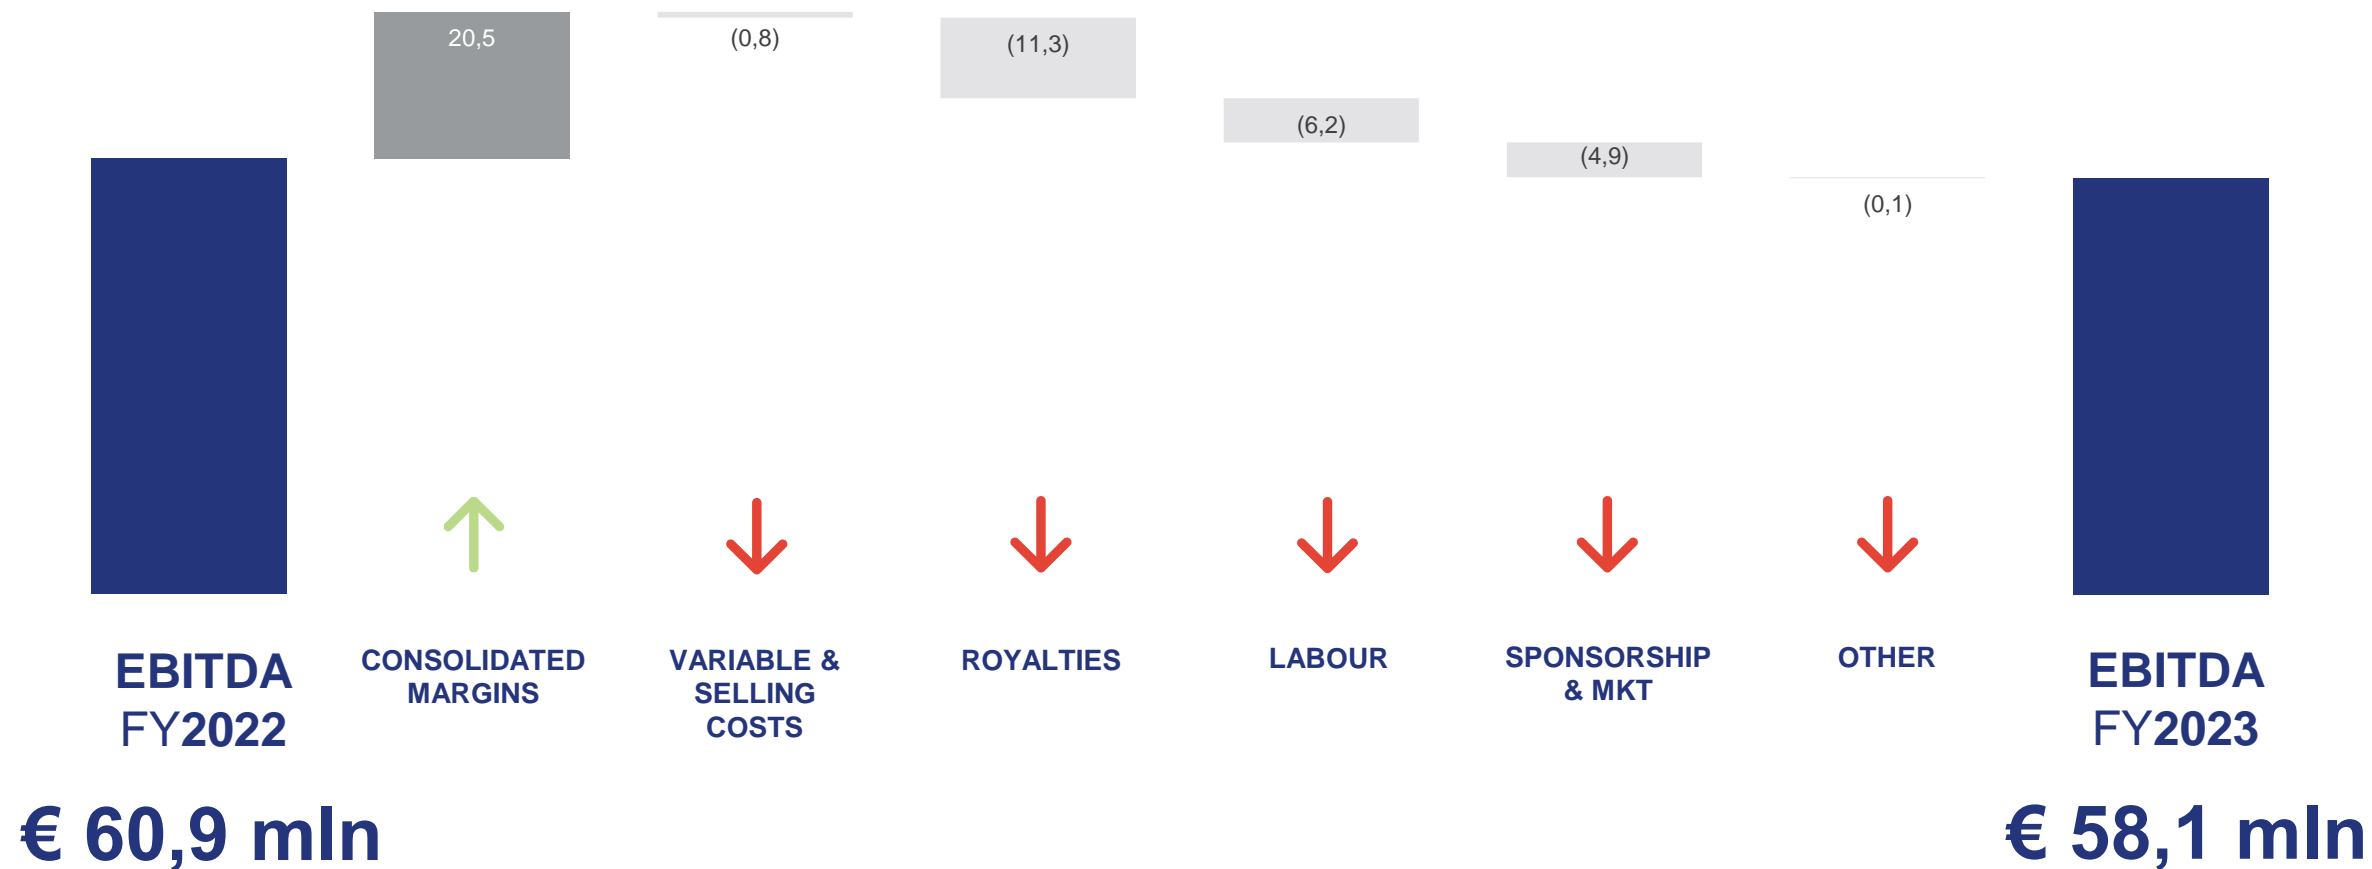 20,5
(0,8)
(11,3)
(6,2)
(4,9)
(0,1)
EBITDA
FY2022
CONSOLIDATED
MARGINS
VARIABLE &
SELLING
COSTS
ROYALTIES
LABOUR
SPONSORSHIP
& MKT
OTHER
EBITDA
FY2023
€ 60,9 mln
€ 58,1 mln